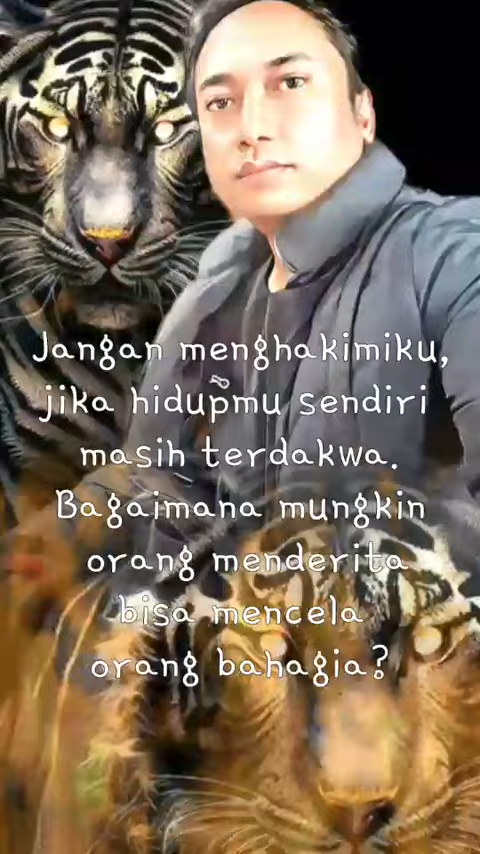 Jangan menghakimiku,
jika hidupmu sendiri
masih terdakwa.
Bagaimana mungkin
orang menderita
bisa mencela
orang bahagia?